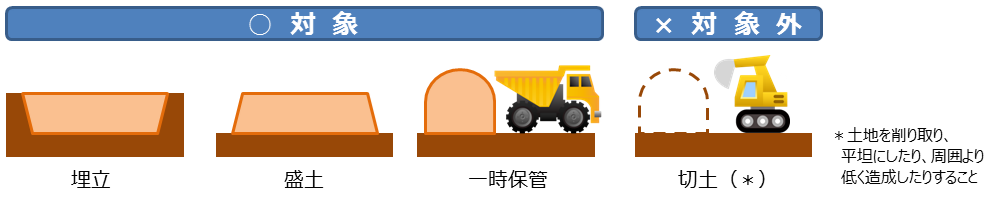 ○ 対 象
× 対 象 外
埋立
盛土
一時保管
切土（＊）
＊土地を削り取り、
平坦にしたり、周囲より
低く造成したりすること